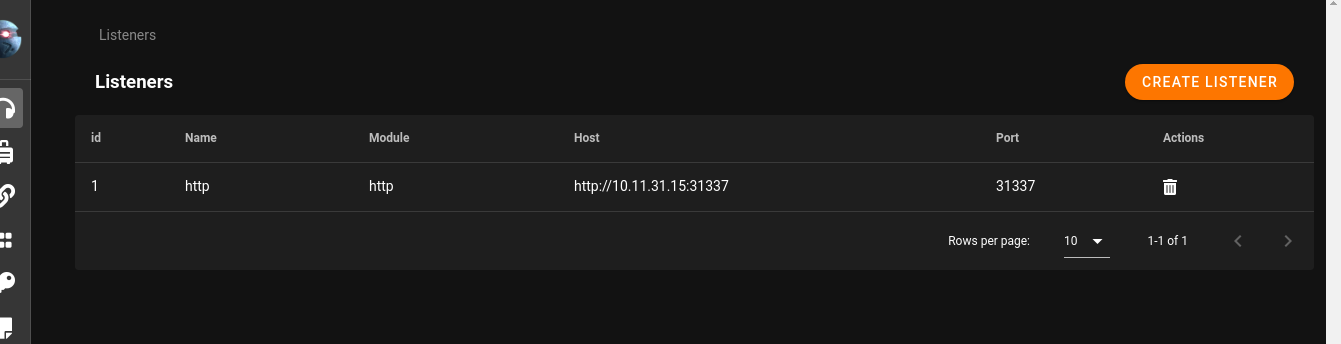 Listeners
Listeners CREATE LISTENER
id Name Module Host Port Actions
1 http http http://10.11.31.15:31337 31337
Rows per page: 10 1-1 of 1